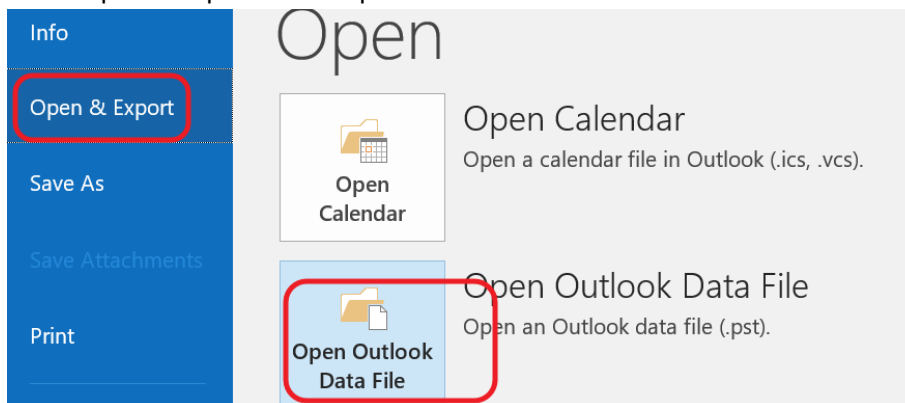 Info
Open & Export
Save As
Save Attachments
Print
Open
Open
Calendar
Open Calendar
Open a calendar file in Outlook (.ics, .vcs).
Open Outlook
Data File
Open Outlook Data File
Open an Outlook data file (.pst).